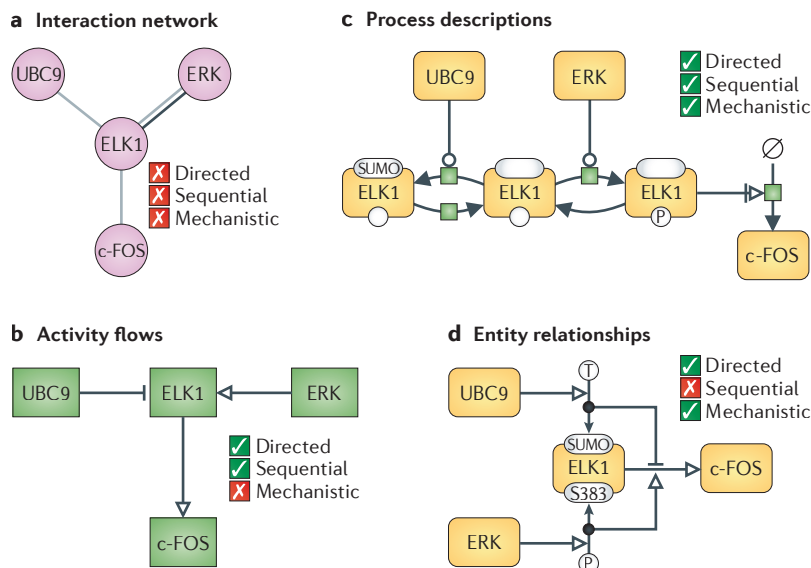 a Interaction network
UBC9
ERK
ELK1
Directed
Sequential
Mechanistic
c-FOS
b Activity flows
UBC9
ELK1
ERK
Directed
Sequential
Mechanistic
c-FOS
c Process descriptions
UBC9
ERK
Directed
Sequential
Mechanistic
SUMO
ELK1
ELK1
ELK1
P
c-FOS
d Entity relationships
T
UBC9
Directed
Sequential
Mechanistic
SUMO
ELK1
c-FOS
S383
ERK
P